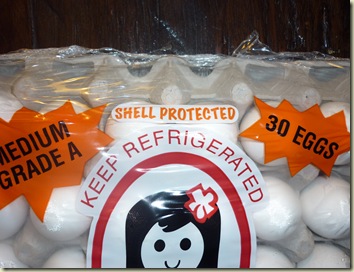 SHELL PROTECTED
MEDIUM
GRADE A
KEEP REFRIGERATED
30 EGGS